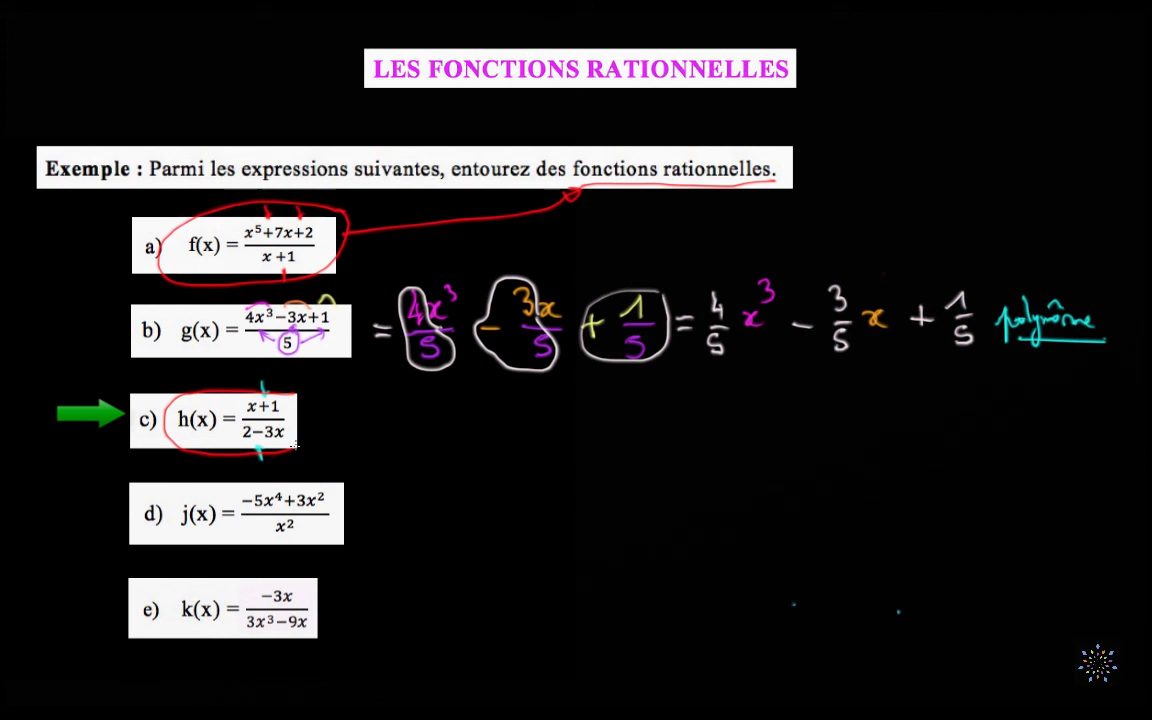 LES FONCTIONS RATIONNELLES
Exemple : Parmi les expressions suivantes, entourez des fonctions rationnelles.
a) f(x) = (x⁵+7x+2)/(x+1)
b) g(x) = (4x³−3x+1)/5 = 4x³/5 − 3x/5 + 1/5 = 4/5 x³ − 3/5 x + 1/5 polynôme
c) h(x) = (x+1)/(2−3x)
d) j(x) = (−5x⁴+3x²)/x²
e) k(x) = −3x/(3x³−9x)